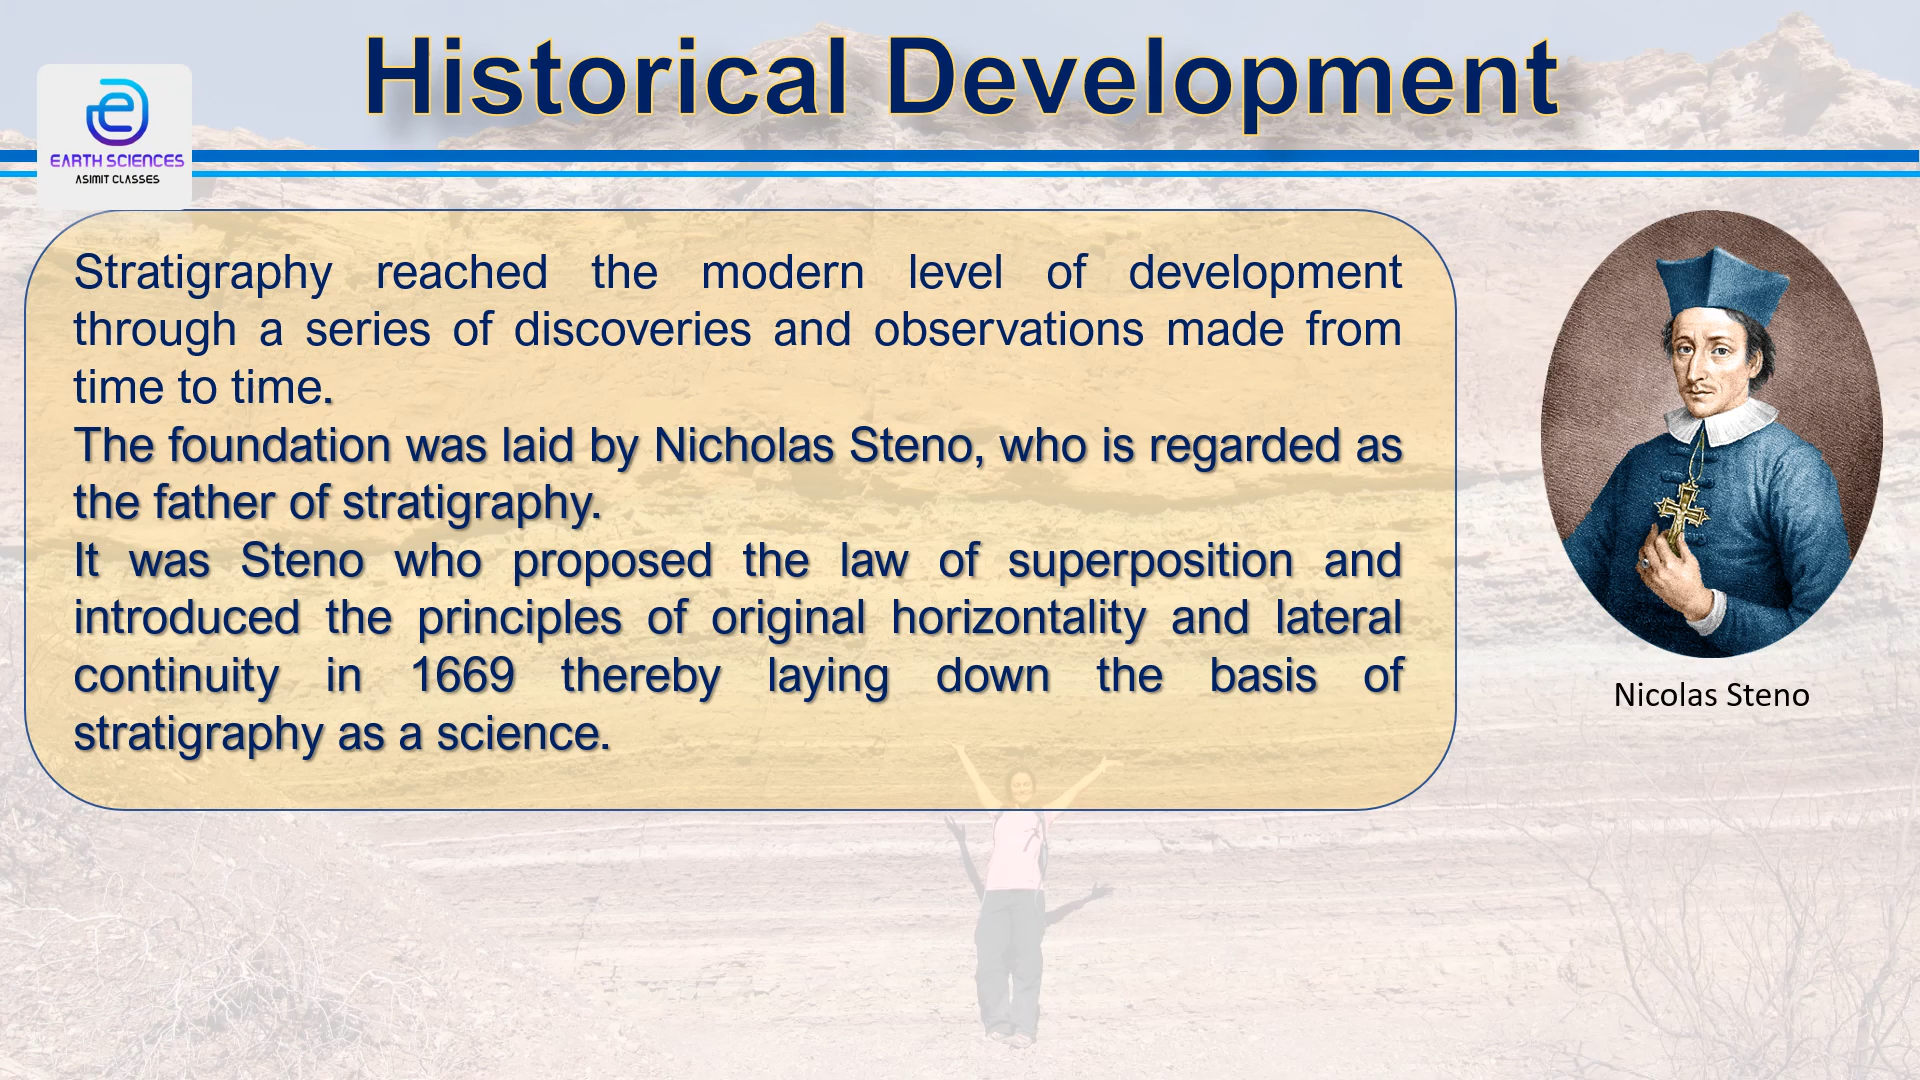 Historical Development
e
EARTH SCIENCES
ASIMIT CLASSES
Stratigraphy reached the modern level of development
through a series of discoveries and observations made from
time to time.
The foundation was laid by Nicholas Steno, who is regarded as
the father of stratigraphy.
It was Steno who proposed the law of superposition and
introduced the principles of original horizontality and lateral
continuity in 1669 thereby laying down the basis of
stratigraphy as a science.
Nicolas Steno